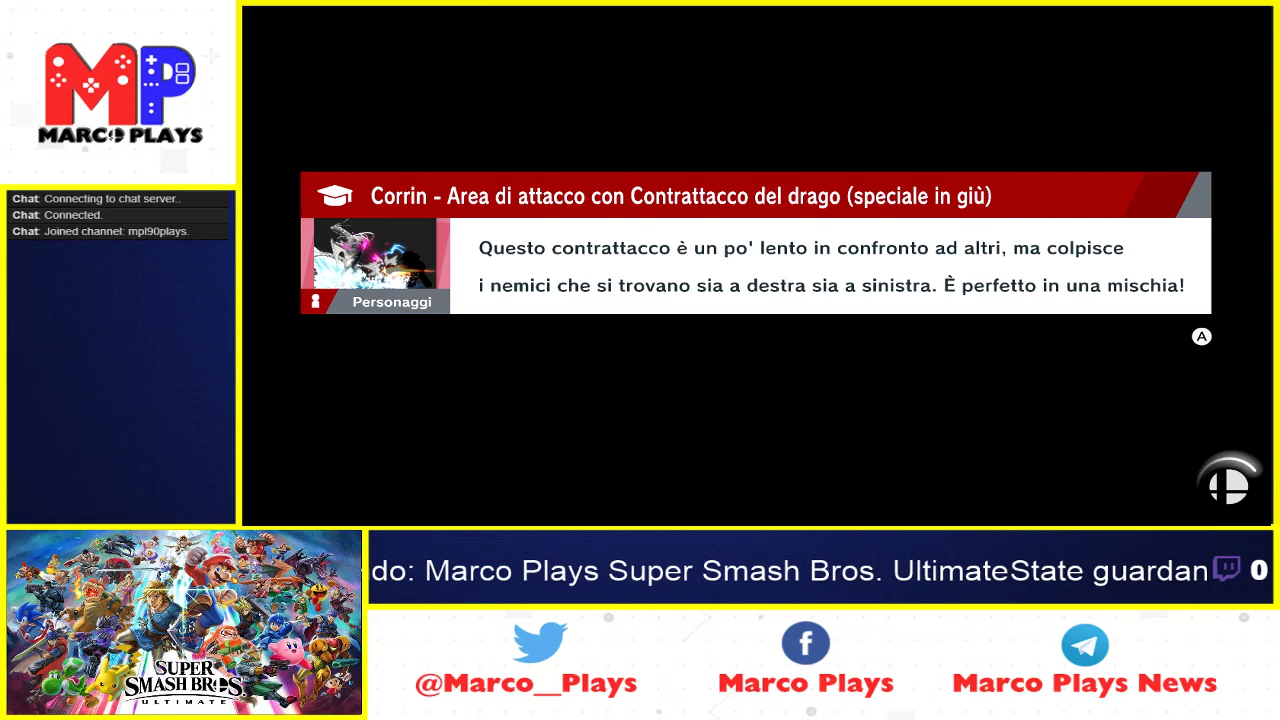 MP
MARCO PLAYS
Chat: Connecting to chat server..
Chat: Connected.
Chat: Joined channel: mpl90plays.
Corrin - Area di attacco con Contrattacco del drago (speciale in giù)
Questo contrattacco è un po' lento in confronto ad altri, ma colpisce
i nemici che si trovano sia a destra sia a sinistra. È perfetto in una mischia!
Personaggi
A
SUPER
SMASH BROS.
ULTIMATE
do: Marco Plays Super Smash Bros. UltimateState guardan 0
@Marco__Plays
Marco Plays
Marco Plays News